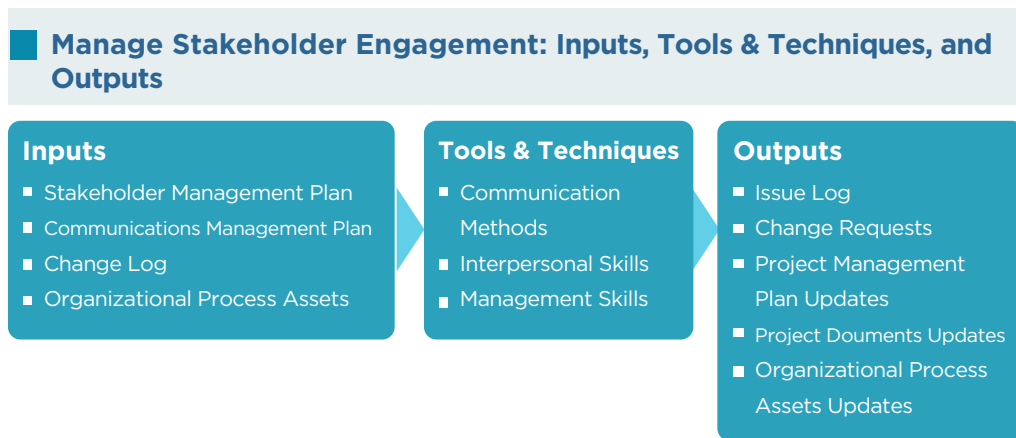 Manage Stakeholder Engagement: Inputs, Tools & Techniques, and
Outputs
Inputs
Stakeholder Management Plan
Communications Management Plan
Change Log
Organizational Process Assets
Tools & Techniques
Communication
Methods
Interpersonal Skills
Management Skills
Outputs
Issue Log
Change Requests
Project Management
Plan Updates
Project Douments Updates
Organizational Process
Assets Updates